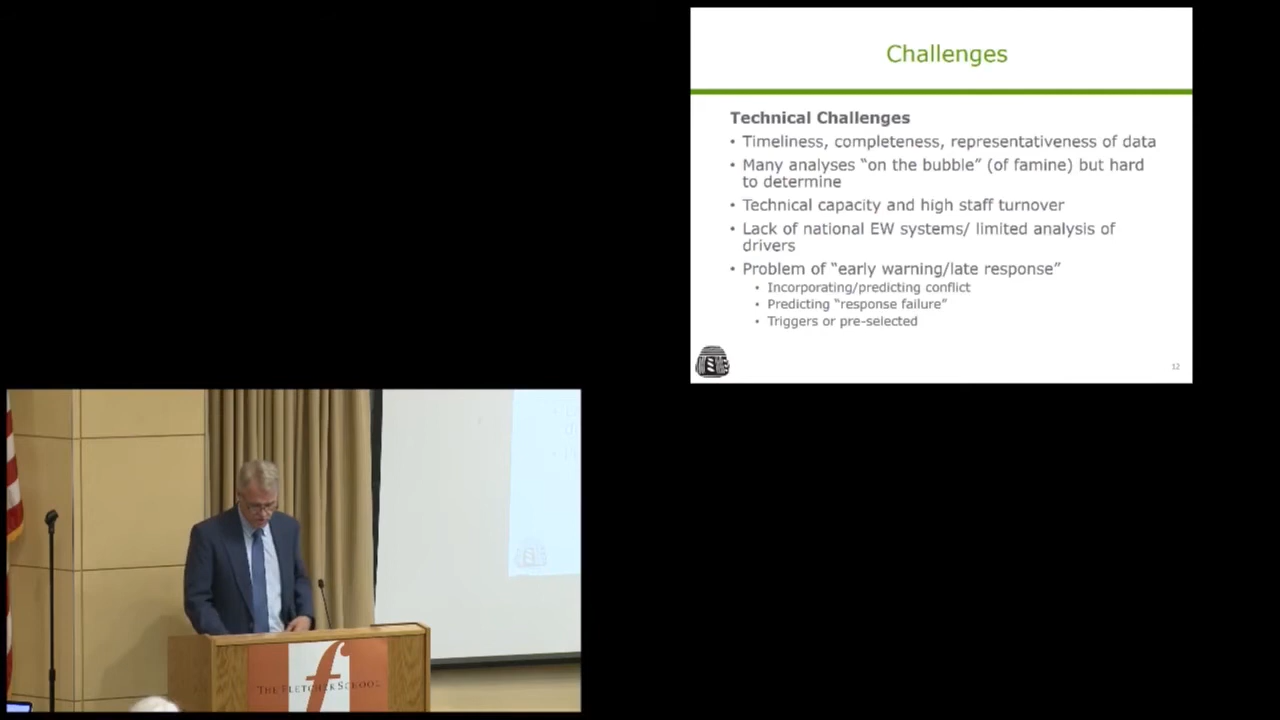 Challenges
Technical Challenges
• Timeliness, completeness, representativeness of data
• Many analyses “on the bubble” (of famine) but hard
to determine
• Technical capacity and high staff turnover
• Lack of national EW systems/ limited analysis of
drivers
• Problem of “early warning/late response”
• Incorporating/predicting conflict
• Predicting “response failure”
• Triggers or pre-selected
12
f
THE FLETCHER SCHOOL